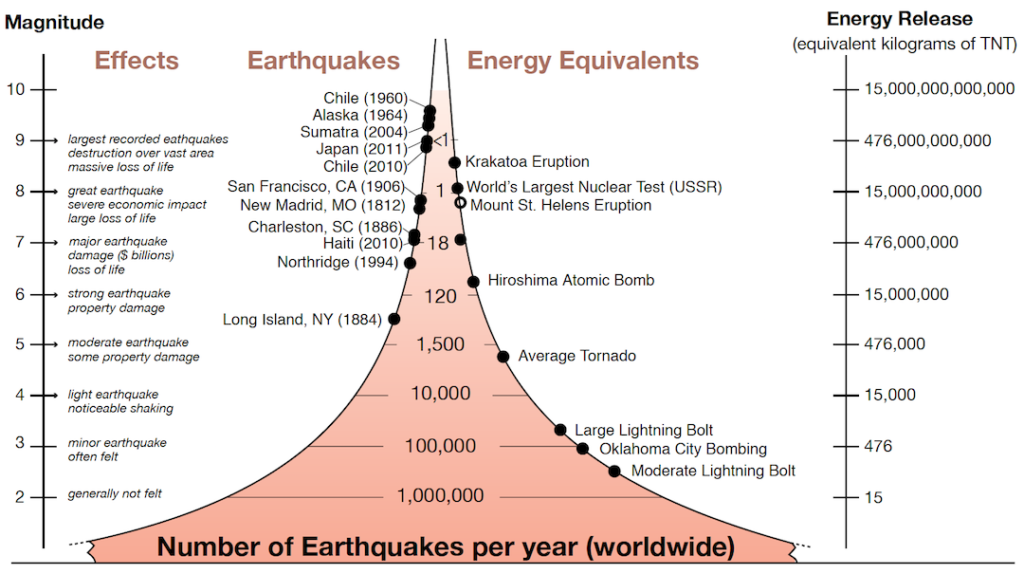 Magnitude
Energy Release
(equivalent kilograms of TNT)
Effects
Earthquakes
Energy Equivalents
10
15,000,000,000,000
Chile (1960)
Alaska (1964)
Sumatra (2004)
Japan (2011)
Chile (2010)
9
largest recorded eathquakes
destruction over vast area
massive loss of life
<1
476,000,000,000
Krakatoa Eruption
8
great earthquake
severe economic impact
large loss of life
San Francisco, CA (1906)
New Madrid, MO (1812)
1
World's Largest Nuclear Test (USSR)
Mount St. Helens Eruption
15,000,000,000
Charleston, SC (1886)
Haiti (2010)
7
major earthquake
damage ($ billions)
loss of life
18
476,000,000
Northridge (1994)
Hiroshima Atomic Bomb
6
strong earthquake
property damage
120
15,000,000
Long Island, NY (1884)
5
moderate earthquake
some property damage
1,500
Average Tornado
476,000
4
light earthquake
noticeable shaking
10,000
15,000
Large Lightning Bolt
3
minor earthquake
often felt
100,000
Oklahoma City Bombing
476
Moderate Lightning Bolt
2
generally not felt
1,000,000
15
Number of Earthquakes per year (worldwide)